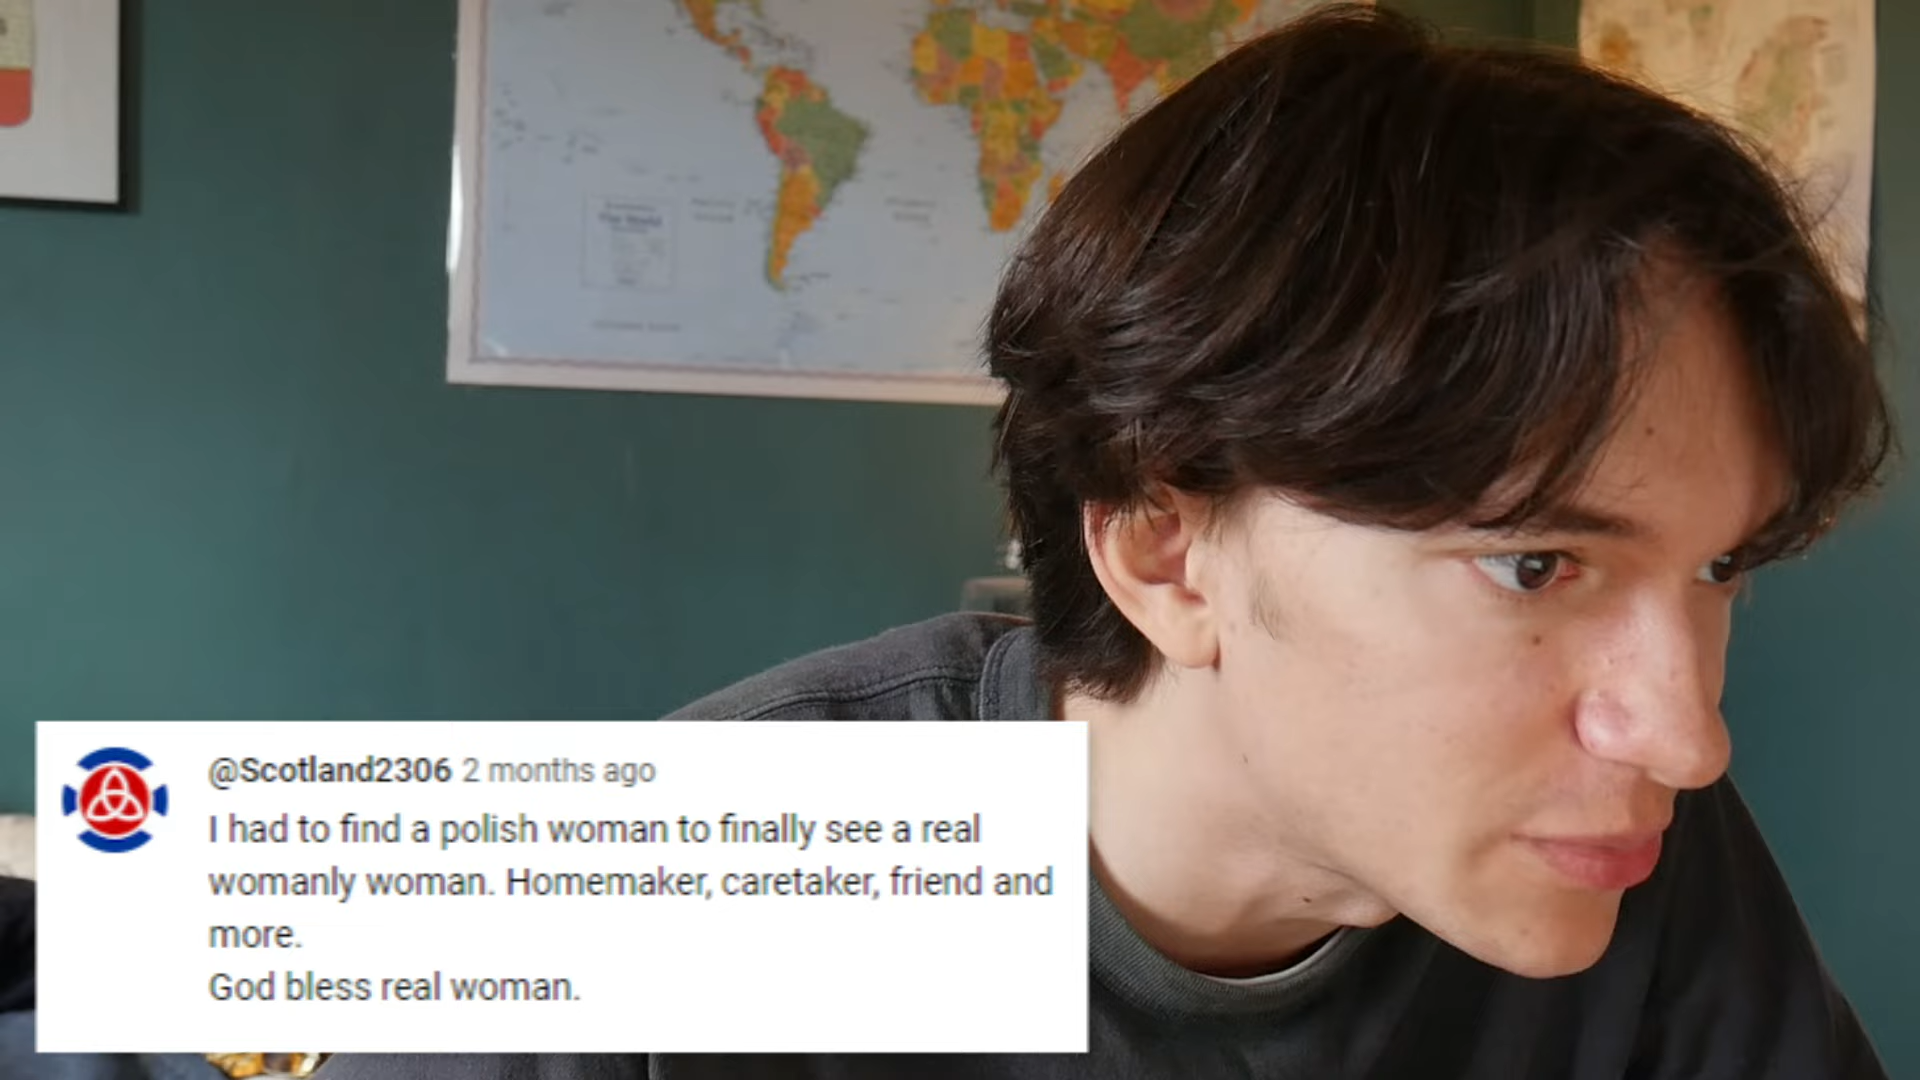 @Scotland2306 2 months ago
I had to find a polish woman to finally see a real
womanly woman. Homemaker, caretaker, friend and
more.
God bless real woman.